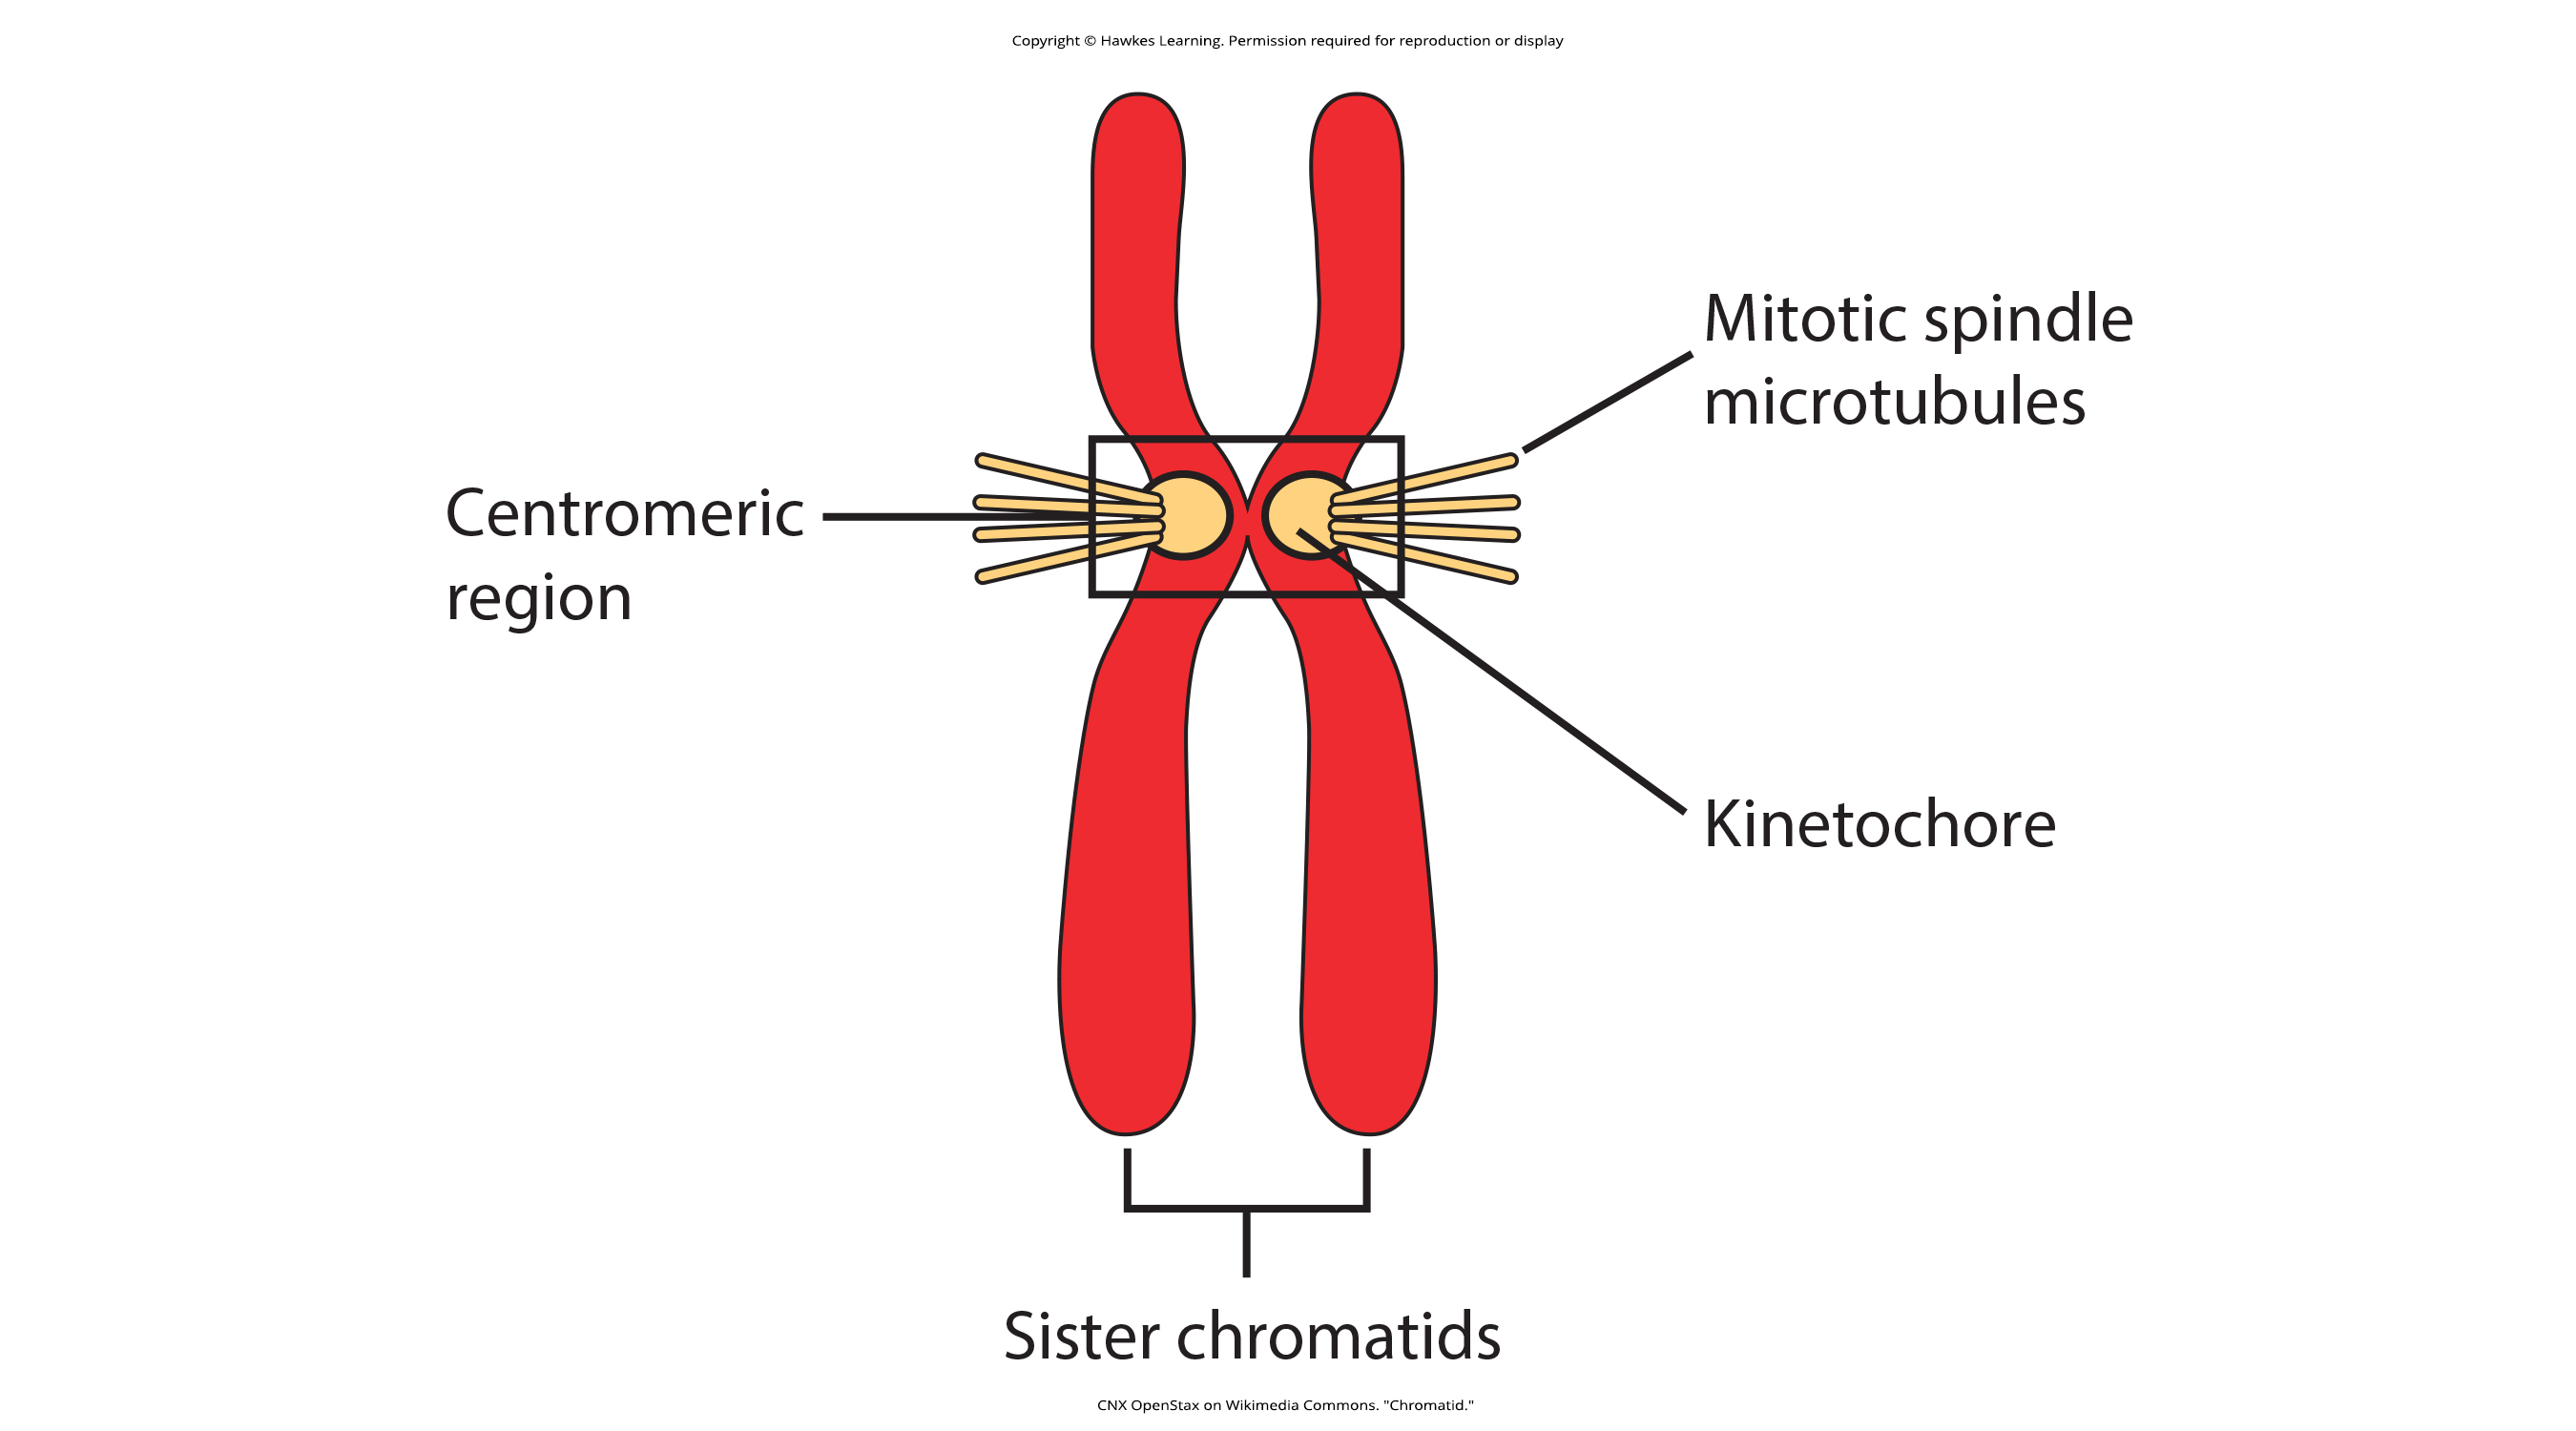 Copyright © Hawkes Learning. Permission required for reproduction or display
Mitotic spindle
microtubules
Centromeric
region
Kinetochore
Sister chromatids
CNX OpenStax on Wikimedia Commons. "Chromatid."